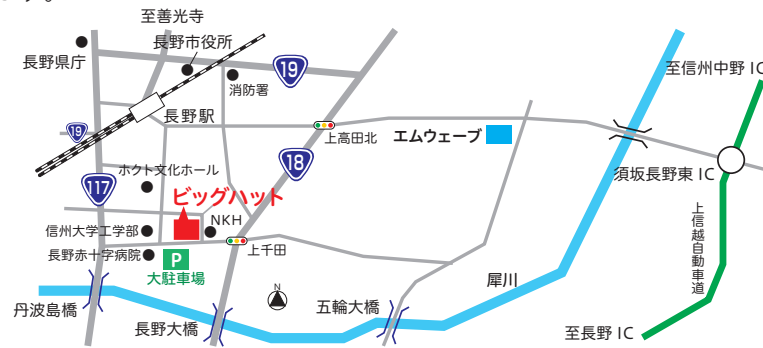 す。
至善光寺
長野県庁
長野市役所
19
消防署
至信州中野 IC
19
長野駅
上高田北
エムウェーブ
18
須坂長野東 IC
117
ホクト文化ホール
ビッグハット
信州大学工学部
NKH
上千田
長野赤十字病院
P
大駐車場
上信越自動車道
N
丹波島橋
長野大橋
五輪大橋
犀川
至長野 IC